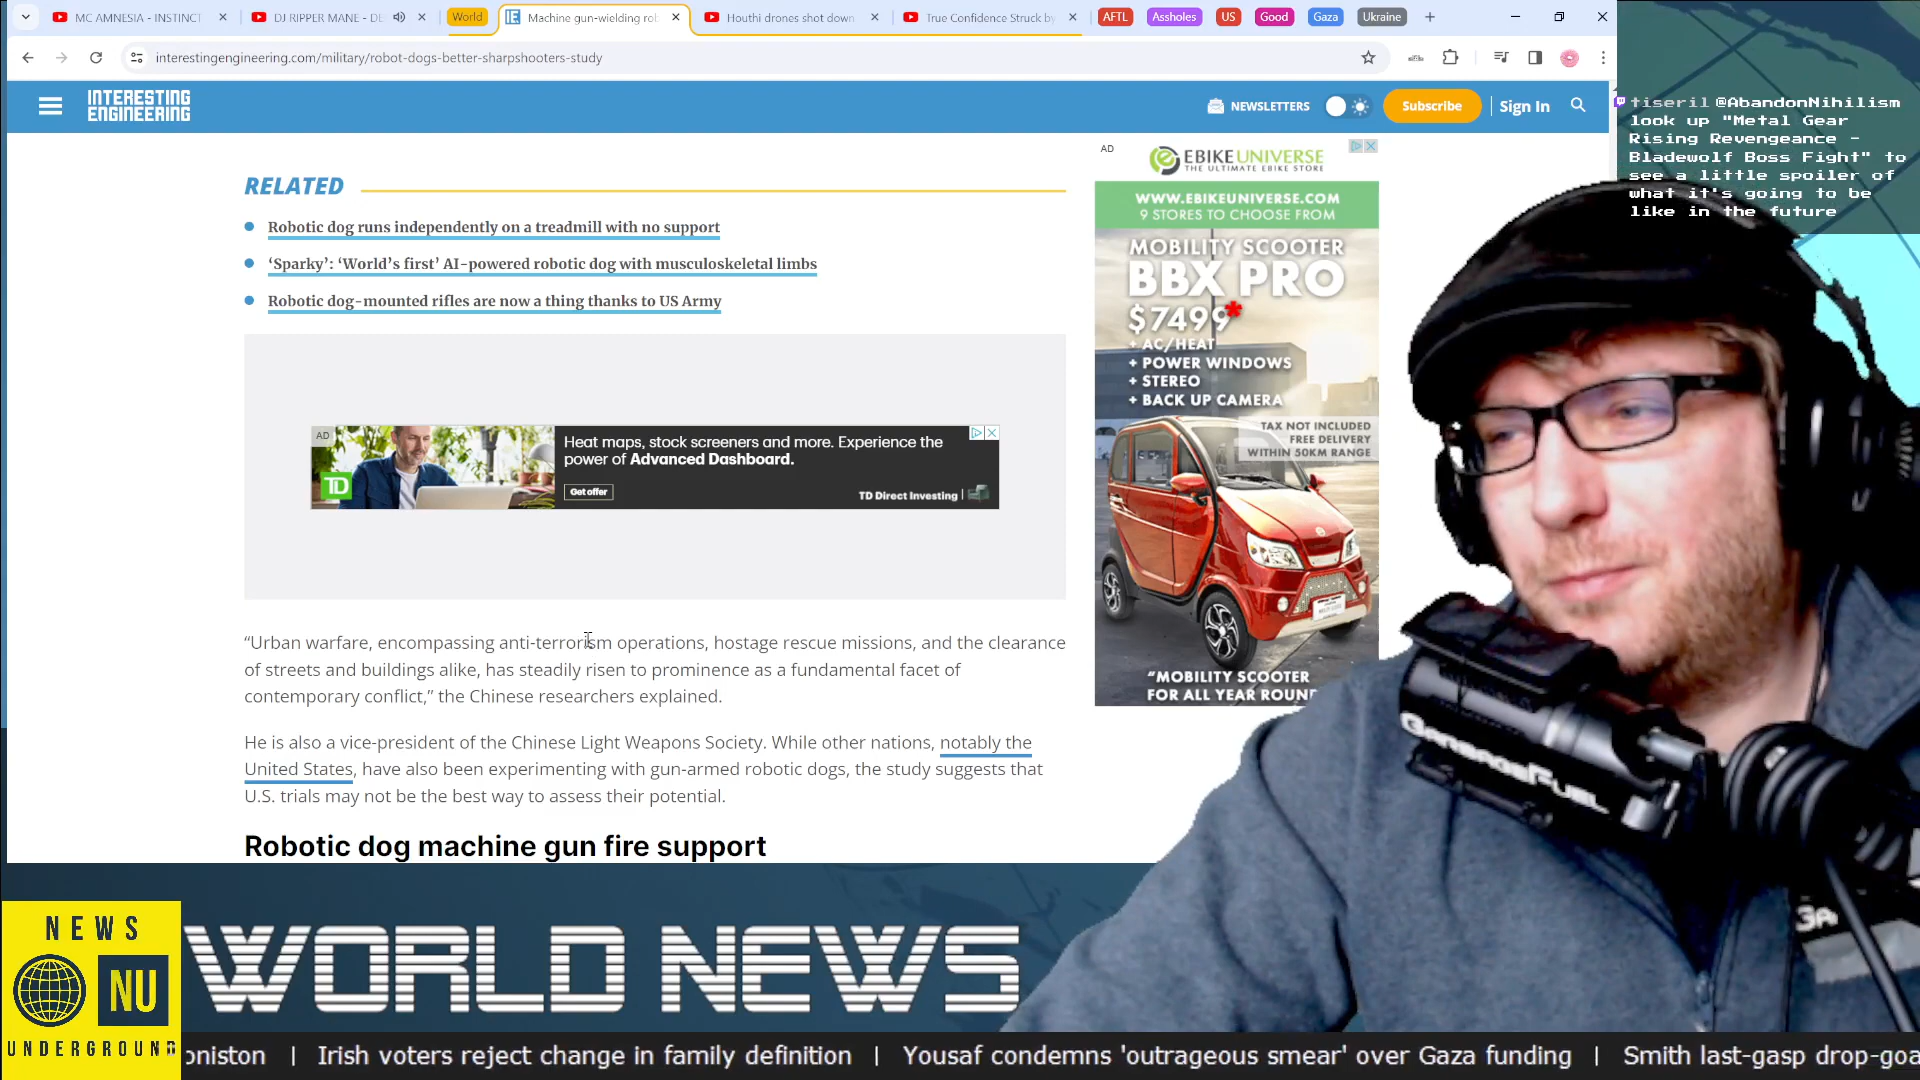 MC AMNESIA - INSTINCT
DJ RIPPER MANE - DE
World
Machine gun-wielding rob
Houthi drones shot down
True Confidence Struck by
AFTL
Assholes
US
Good
Gaza
Ukraine
interestingengineering.com/military/robot-dogs-better-sharpshooters-study
INTERESTING
ENGINEERING
NEWSLETTERS
Subscribe
Sign In
tiseril @AbandonNihilism
look up "Metal Gear
Rising Revengeance -
Bladewolf Boss Fight" to
see a little spoiler of
what it's going to be
like in the future
RELATED
Robotic dog runs independently on a treadmill with no support
‘Sparky’: ‘World’s first’ AI-powered robotic dog with musculoskeletal limbs
Robotic dog-mounted rifles are now a thing thanks to US Army
AD
EBIKEUNIVERSE
THE ULTIMATE EBIKE STORE
WWW.EBIKEUNIVERSE.COM
9 STORES TO CHOOSE FROM
MOBILITY SCOOTER
BBX PRO
$7499*
+ AC/HEAT
+ POWER WINDOWS
+ STEREO
+ BACK UP CAMERA
TAX NOT INCLUDED
FREE DELIVERY
WITHIN 50KM RANGE
“MOBILITY SCOOTER
FOR ALL YEAR ROUN
AD
TD
Heat maps, stock screeners and more. Experience the
power of Advanced Dashboard.
Get offer
TD Direct Investing
“Urban warfare, encompassing anti-terrorism operations, hostage rescue missions, and the clearance
of streets and buildings alike, has steadily risen to prominence as a fundamental facet of
contemporary conflict,” the Chinese researchers explained.
He is also a vice-president of the Chinese Light Weapons Society. While other nations, notably the
United States, have also been experimenting with gun-armed robotic dogs, the study suggests that
U.S. trials may not be the best way to assess their potential.
Robotic dog machine gun fire support
NEWS
NU
UNDERGROUND
WORLD NEWS
oniston | Irish voters reject change in family definition | Yousaf condemns 'outrageous smear' over Gaza funding | Smith last-gasp drop-goa